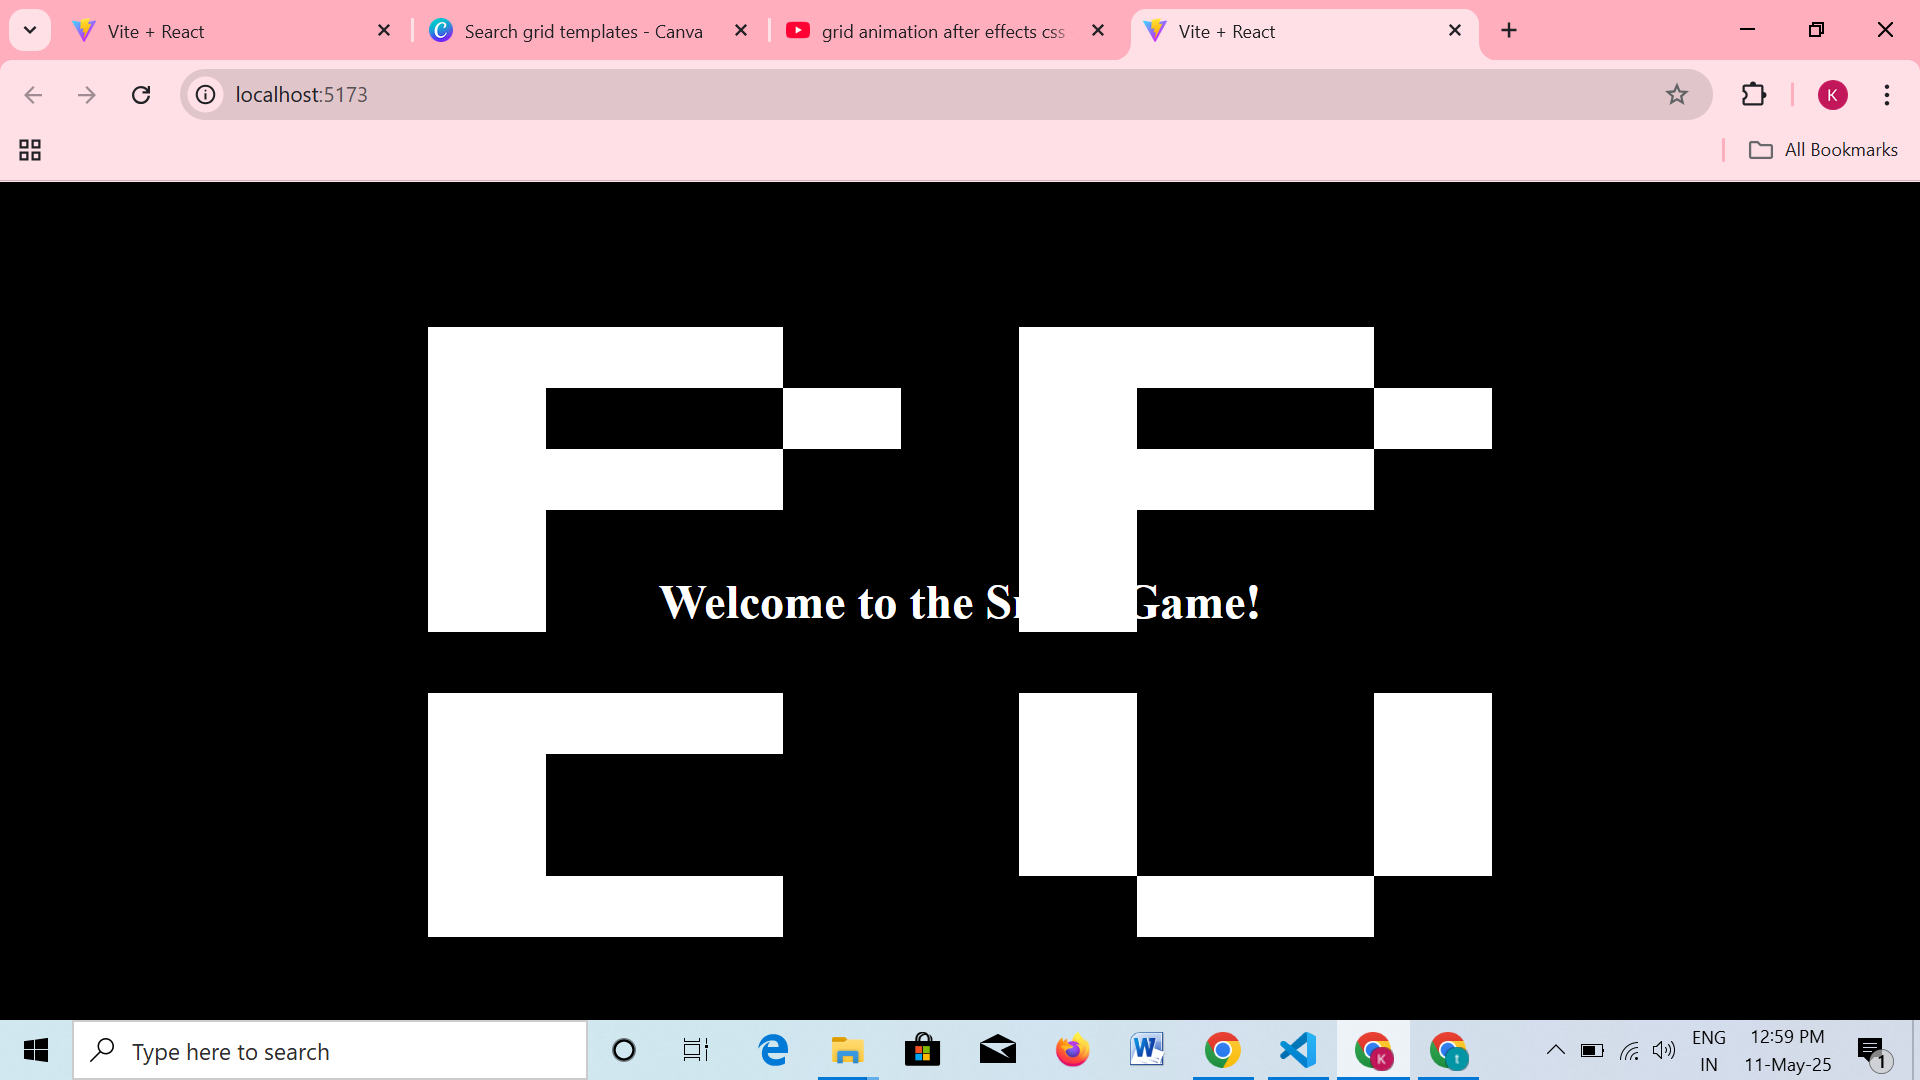 Vite + React
Search grid templates - Canva
grid animation after effects css
Vite + React
localhost:5173
K
All Bookmarks
P P
Welcome to the Sn Game!
C U
Type here to search
K
t
ENG
IN
12:59 PM
11-May-25
1